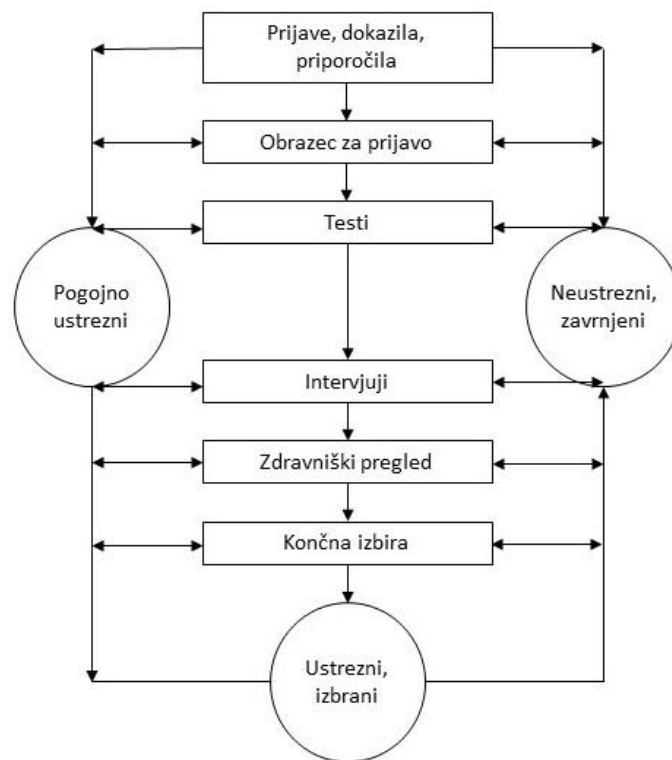 Prijave, dokazila,
priporočila
Obrazec za prijavo
Testi
Pogojno
ustrezni
Neustrezni,
zavrnjeni
Intervjuji
Zdravniški pregled
Končna izbira
Ustrezni,
izbrani